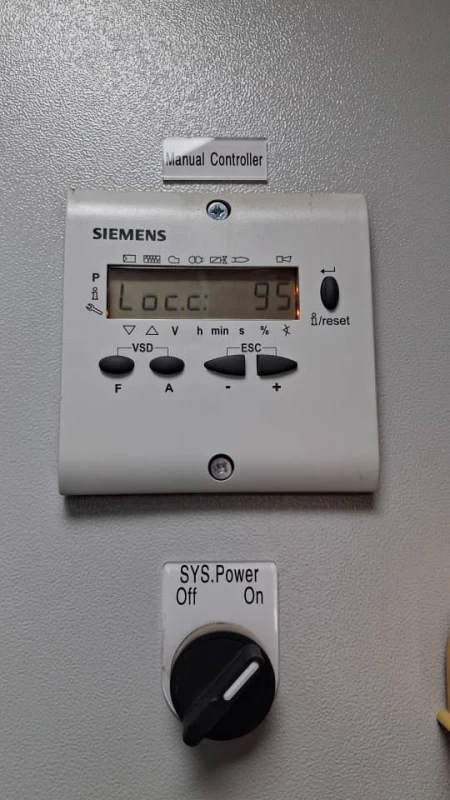 Manual Controller
SIEMENS
P
Loc.c: 95
V h min s %
i/reset
VSD ESC
F A - +
SYS.Power
Off On